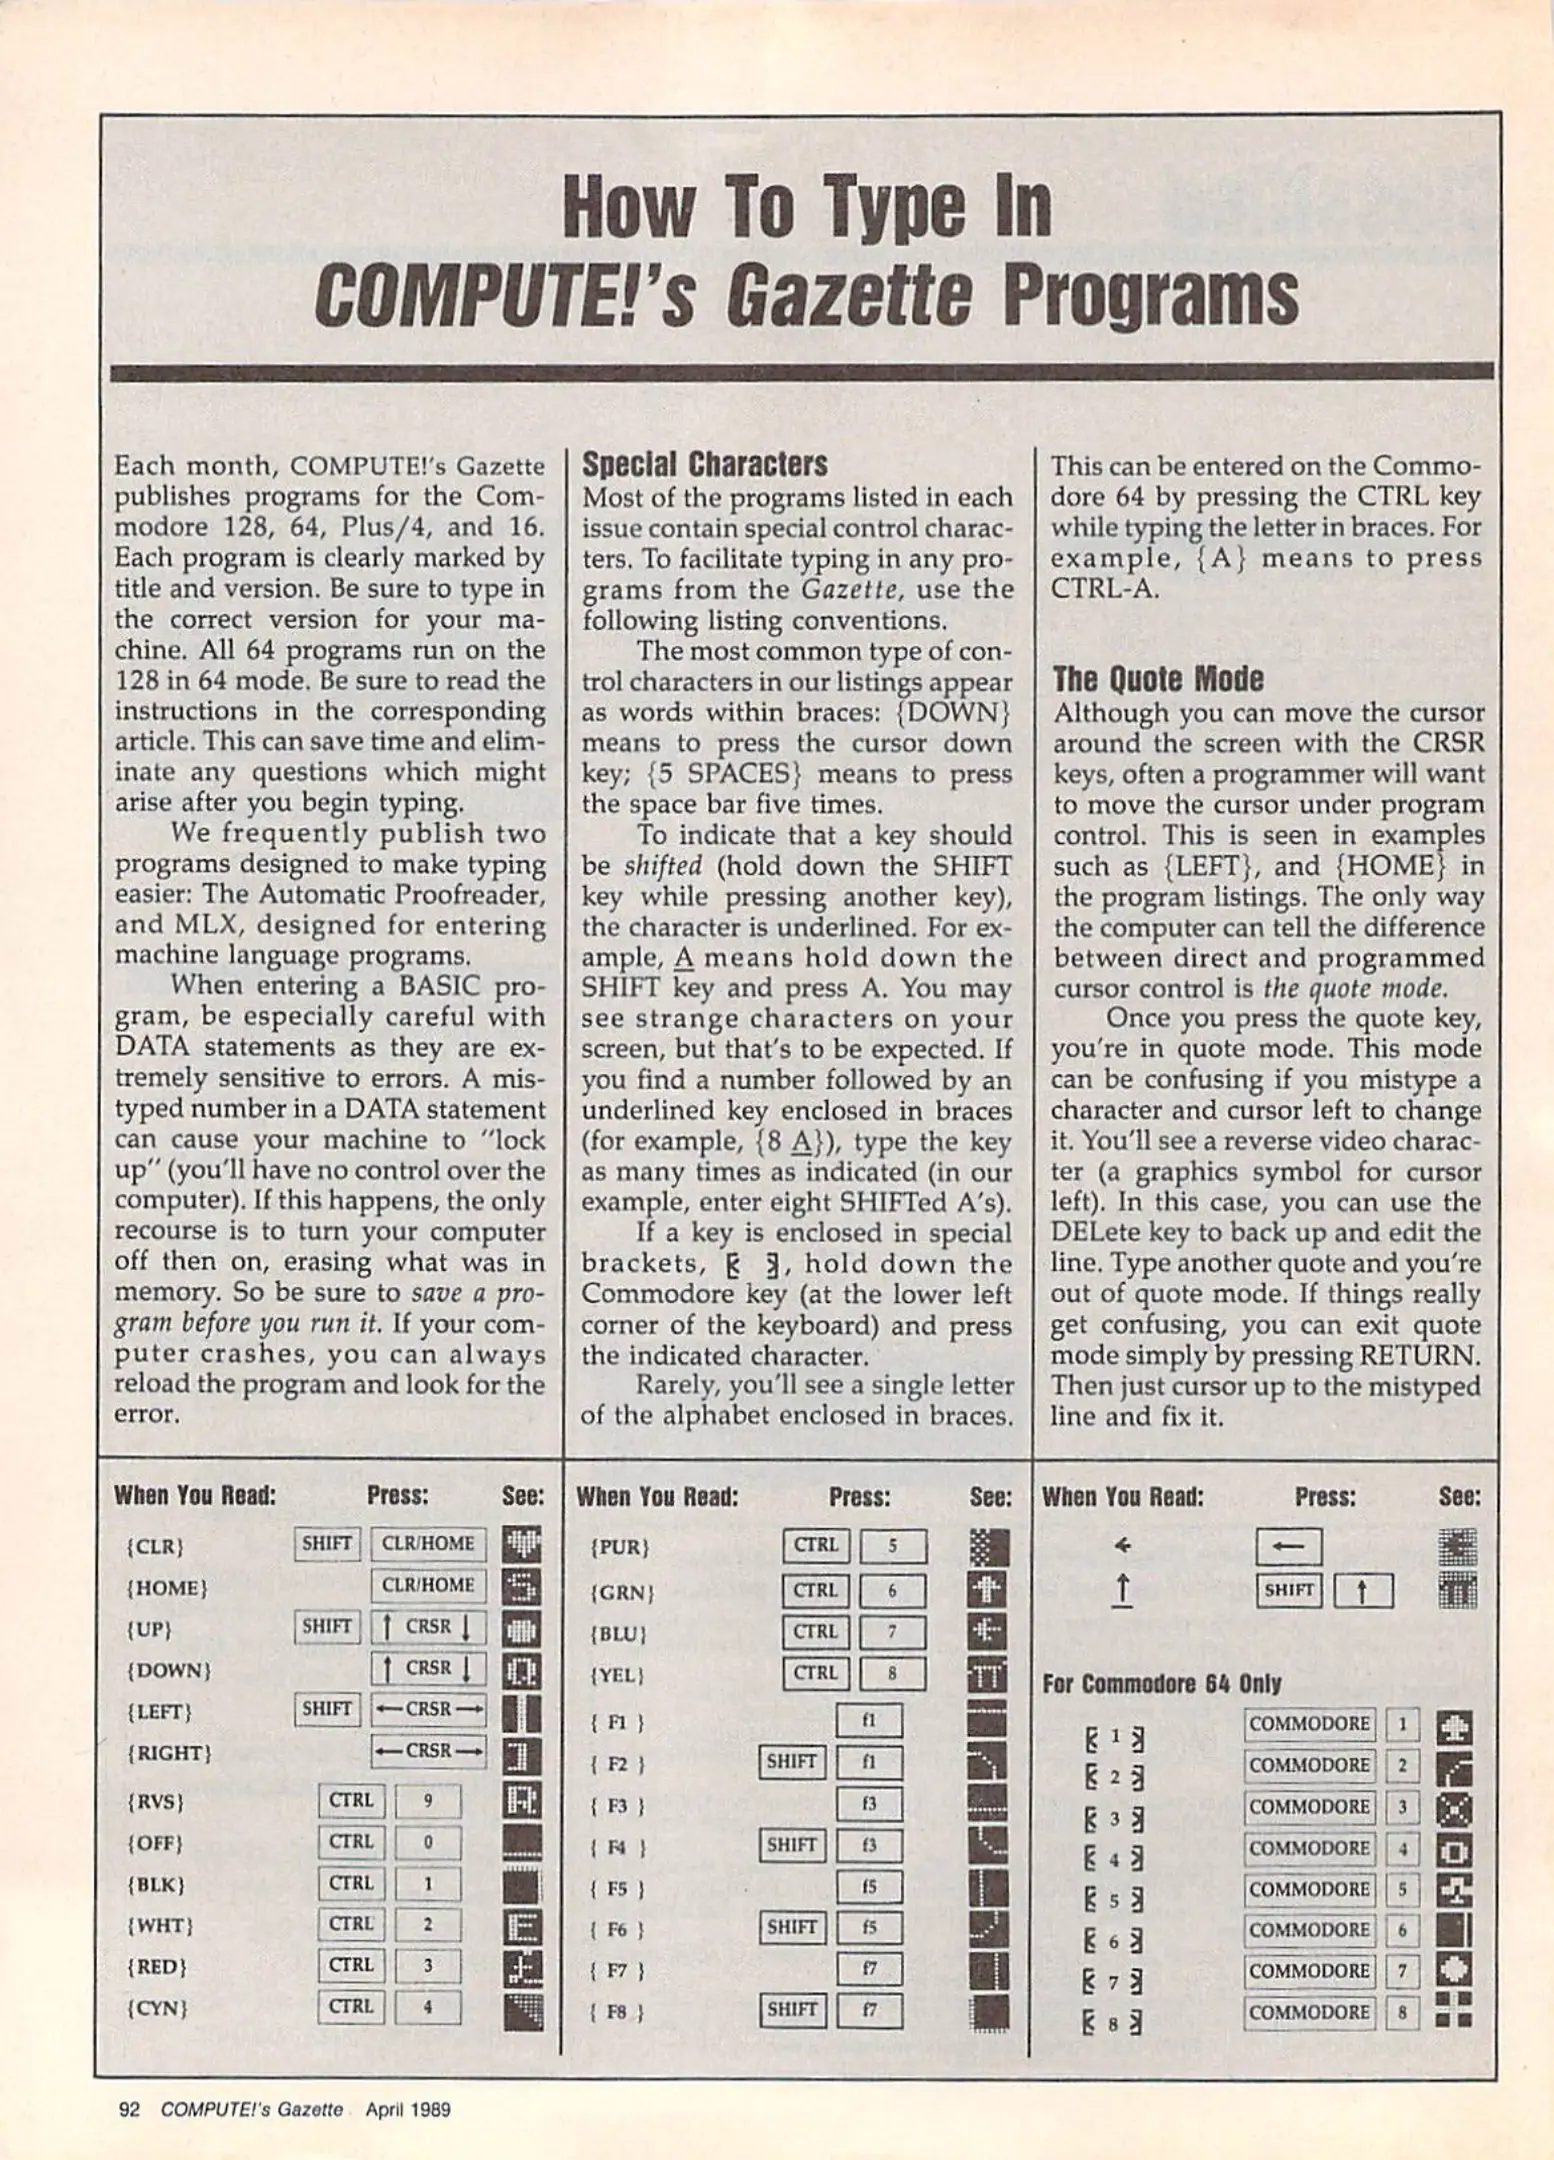 How To Type In
COMPUTE!'s Gazette Programs
Each month, COMPUTE!'s Gazette
publishes programs for the Com-
modore 128, 64, Plus/4, and 16.
Each program is clearly marked by
title and version. Be sure to type in
the correct version for your ma-
chine. All 64 programs run on the
128 in 64 mode. Be sure to read the
instructions in the corresponding
article. This can save time and elim-
inate any questions which might
arise after you begin typing.
We frequently publish two
programs designed to make typing
easier: The Automatic Proofreader,
and MLX, designed for entering
machine language programs.
When entering a BASIC pro-
gram, be especially careful with
DATA statements as they are ex-
tremely sensitive to errors. A mis-
typed number in a DATA statement
can cause your machine to "lock
up" (you'll have no control over the
computer). If this happens, the only
recourse is to turn your computer
off then on, erasing what was in
memory. So be sure to save a pro-
gram before you run it. If your com-
puter crashes, you can always
reload the program and look for the
error.
Special Characters
Most of the programs listed in each
issue contain special control charac-
ters. To facilitate typing in any pro-
grams from the Gazette, use the
following listing conventions.
The most common type of con-
trol characters in our listings appear
as words within braces: {DOWN}
means to press the cursor down
key; {5 SPACES} means to press
the space bar five times.
To indicate that a key should
be shifted (hold down the SHIFT
key while pressing another key),
the character is underlined. For ex-
ample, A means hold down the
SHIFT key and press A. You may
see strange characters on your
screen, but that's to be expected. If
you find a number followed by an
underlined key enclosed in braces
(for example, {8 A}), type the key
as many times as indicated (in our
example, enter eight SHIFTed A's).
If a key is enclosed in special
brackets, [< >], hold down the
Commodore key (at the lower left
corner of the keyboard) and press
the indicated character.
Rarely, you'll see a single letter
of the alphabet enclosed in braces.
This can be entered on the Commo-
dore 64 by pressing the CTRL key
while typing the letter in braces. For
example, {A} means to press
CTRL-A.
The Quote Mode
Although you can move the cursor
around the screen with the CRSR
keys, often a programmer will want
to move the cursor under program
control. This is seen in examples
such as {LEFT}, and {HOME} in
the program listings. The only way
the computer can tell the difference
between direct and programmed
cursor control is the quote mode.
Once you press the quote key,
you're in quote mode. This mode
can be confusing if you mistype a
character and cursor left to change
it. You'll see a reverse video charac-
ter (a graphics symbol for cursor
left). In this case, you can use the
DELete key to back up and edit the
line. Type another quote and you're
out of quote mode. If things really
get confusing, you can exit quote
mode simply by pressing RETURN.
Then just cursor up to the mistyped
line and fix it.
When You Read: Press: See:
{CLR} SHIFT CLR/HOME ♥
{HOME} CLR/HOME S
{UP} SHIFT ↑ CRSR ↓
{DOWN} ↑ CRSR ↓ Q
{LEFT} SHIFT ←CRSR→
{RIGHT} ←CRSR→ ]
{RVS} CTRL 9 R
{OFF} CTRL 0
{BLK} CTRL 1
{WHT} CTRL 2 E
{RED} CTRL 3 £
{CYN} CTRL 4
When You Read: Press: See:
{PUR} CTRL 5
{GRN} CTRL 6 ↑
{BLU} CTRL 7 ←
{YEL} CTRL 8 π
{ F1 } f1
{ F2 } SHIFT f1
{ F3 } f3
{ F4 } SHIFT f3
{ F5 } f5
{ F6 } SHIFT f5
{ F7 } f7
{ F8 } SHIFT f7
When You Read: Press: See:
← ← ←
↑ SHIFT ↑ π
For Commodore 64 Only
[< 1 >] COMMODORE 1 ♣
[< 2 >] COMMODORE 2
[< 3 >] COMMODORE 3
[< 4 >] COMMODORE 4
[< 5 >] COMMODORE 5
[< 6 >] COMMODORE 6
[< 7 >] COMMODORE 7
[< 8 >] COMMODORE 8
92 COMPUTE!'s Gazette April 1989